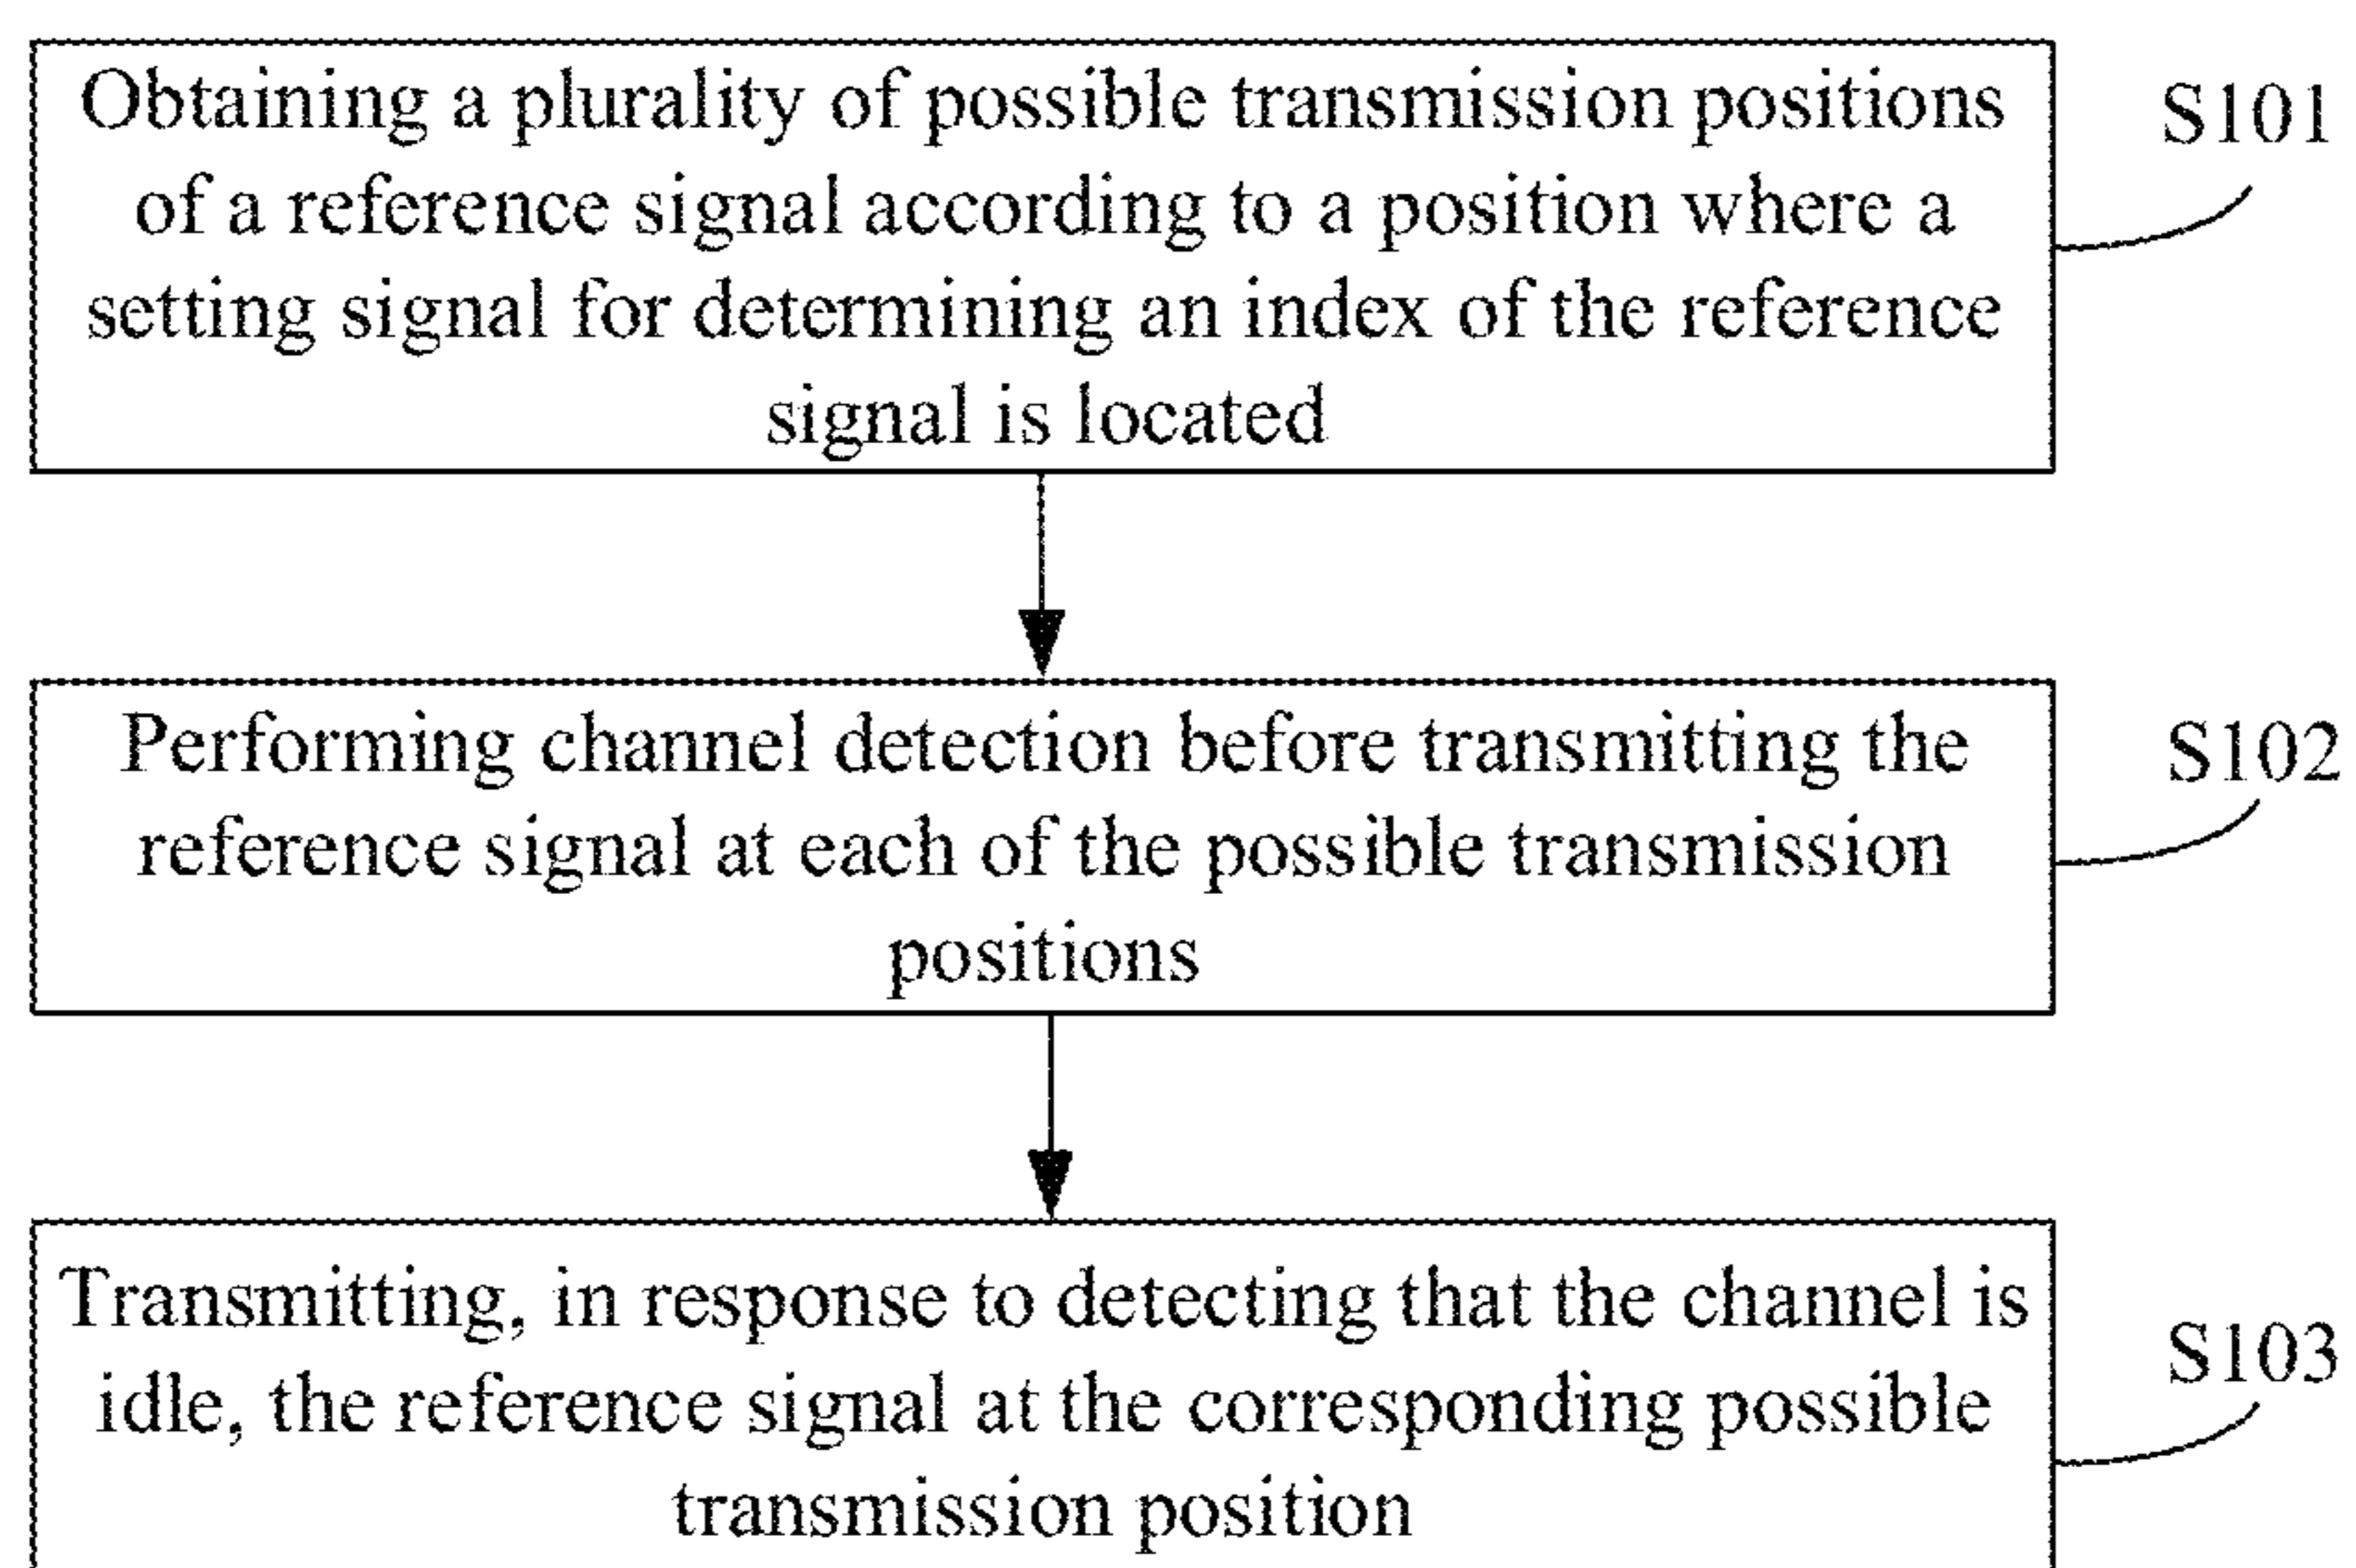 Obtaining a plurality of possible transmission positions
S101
of a reference signal according to a position where a
setting signal for determining an index of the reference
signal is located
Performing channel detection before transmitting the
S102
reference signal at each of the possible transmission
positions
Transmitting, in response to detecting that the channel is
S103
idle, the reference signal at the corresponding possible
transmission position